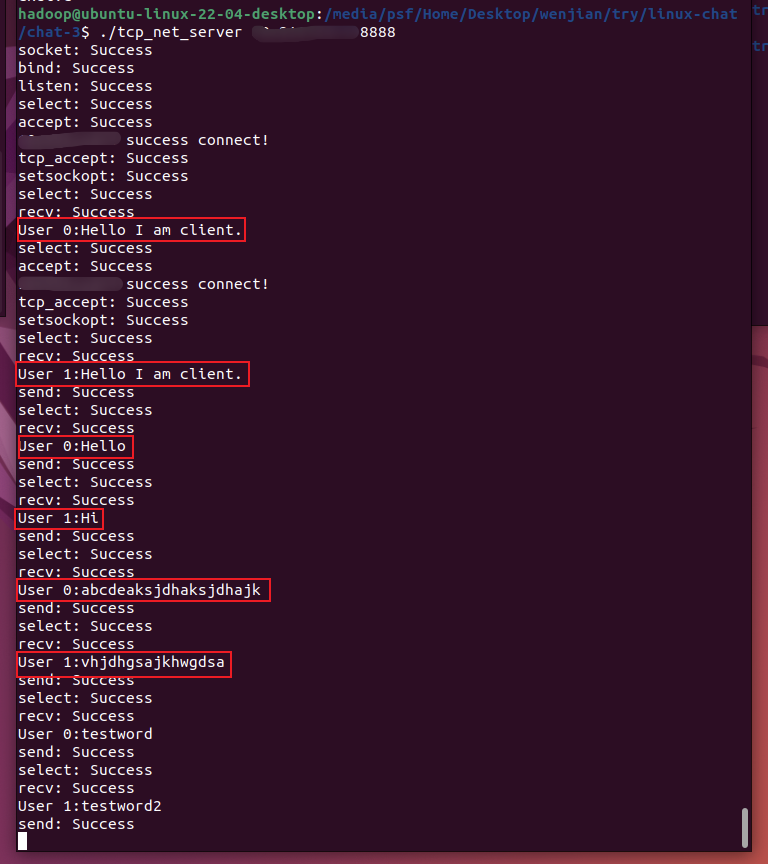 hadoop@ubuntu-linux-22-04-desktop:/media/psf/Home/Desktop/wenjian/try/linux-chat
/chat-3$ ./tcp_net_server 8888
socket: Success
bind: Success
listen: Success
select: Success
accept: Success
success connect!
tcp_accept: Success
setsockopt: Success
select: Success
recv: Success
User 0:Hello I am client.
select: Success
accept: Success
success connect!
tcp_accept: Success
setsockopt: Success
select: Success
recv: Success
User 1:Hello I am client.
send: Success
select: Success
recv: Success
User 0:Hello
send: Success
select: Success
recv: Success
User 1:Hi
send: Success
select: Success
recv: Success
User 0:abcdeaksjdhaksjdhajk
send: Success
select: Success
recv: Success
User 1:vhjdhgsajkhwgdsa
send: Success
select: Success
recv: Success
User 0:testword
send: Success
select: Success
recv: Success
User 1:testword2
send: Success